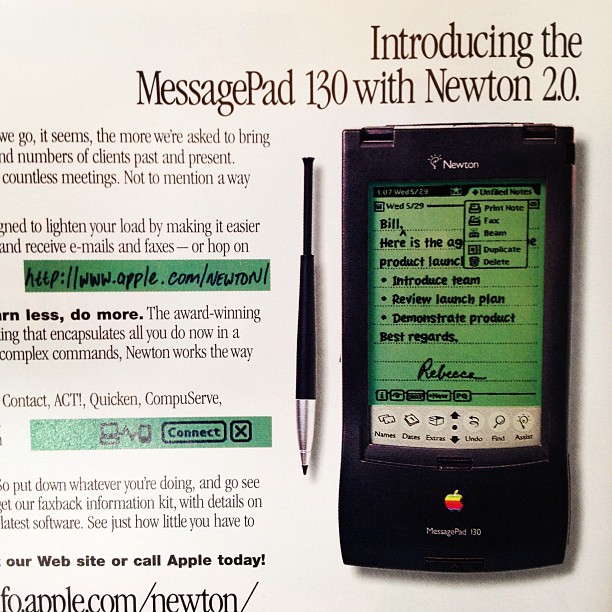 Introducing the
MessagePad 130 with Newton 2.0.
we go, it seems, the more we're asked to bring
nd numbers of clients past and present.
countless meetings. Not to mention a way
gned to lighten your load by making it easier
and receive e-mails and faxes — or hop on
http://www.apple.com/newton/
rn less, do more. The award-winning
ing that encapsulates all you do now in a
complex commands, Newton works the way
Contact, ACT!, Quicken, CompuServe,
Connect
So put down whatever you're doing, and go see
get our faxback information kit, with details on
latest software. See just how little you have to
our Web site or call Apple today!
fo.apple.com/newton/
Newton
1:07 Wed 5/29
Unfiled Notes
Wed 5/29
Print Note
Fax
Beam
Duplicate
Delete
Bill,
Here is the ag e
product launc
• Introduce team
• Review launch plan
• Demonstrate product
Best regards,
Rebecca
New
Names Dates Extras Undo Find Assist
MessagePad 130